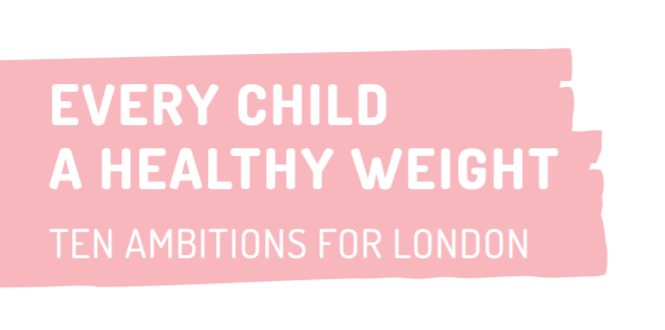 EVERY CHILD
A HEALTHY WEIGHT
TEN AMBITIONS FOR LONDON